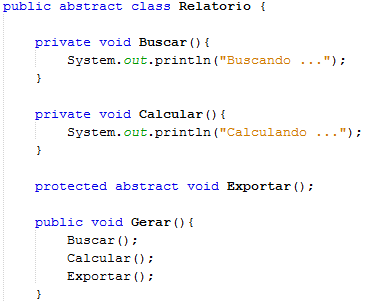 public abstract class Relatorio {
private void Buscar(){
System.out.println("Buscando ...");
}
private void Calcular(){
System.out.println("Calculando ...");
}
protected abstract void Exportar();
public void Gerar(){
Buscar();
Calcular();
Exportar();
}